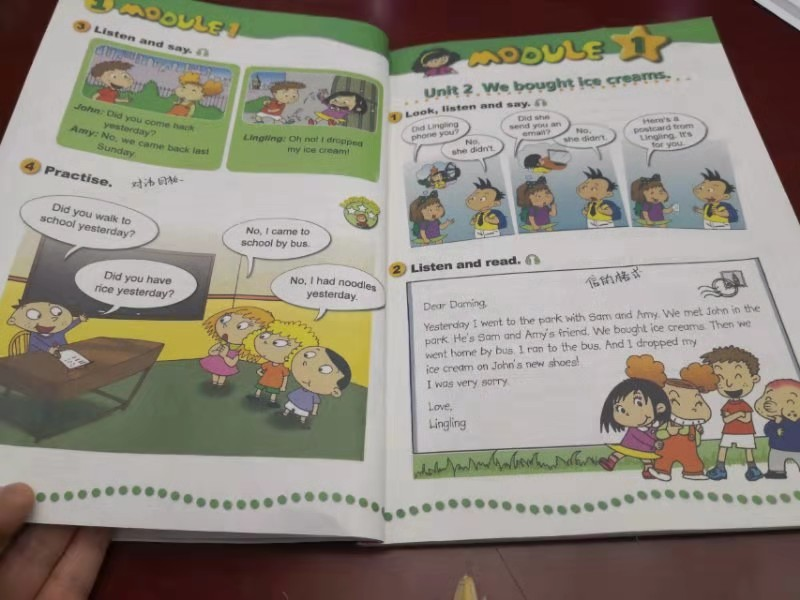 MODULE 1
3 Listen and say.
John: Did you come back
yesterday?
Amy: No, we came back last
Sunday.
Lingling: Oh no! I dropped
my ice cream!
4 Practise.
Did you walk to
school yesterday?
No, I came to
school by bus.
Did you have
rice yesterday?
No, I had noodles
yesterday.
MODULE 1
Unit 2 We bought ice creams.
1 Look, listen and say.
Did Lingling
phone you?
No,
she didn't.
Did she
send you an
email?
No,
she didn't.
Here's a
postcard from
Lingling. It's
for you.
2 Listen and read.
信的格式
Dear Daming,
Yesterday I went to the park with Sam and Amy. We met John in the
park. He's Sam and Amy's friend. We bought ice creams. Then we
went home by bus. I ran to the bus. And I dropped my
ice cream on John's new shoes!
I was very sorry.
Love,
Lingling